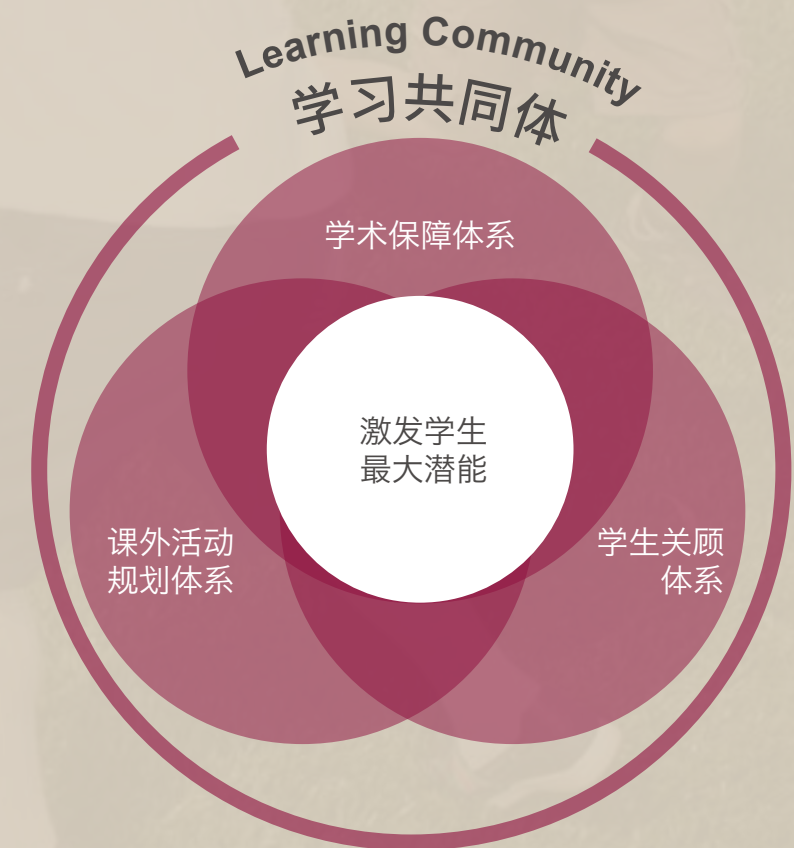 Learning Community
学习共同体
学术保障体系
激发学生
最大潜能
课外活动
规划体系
学生关顾
体系